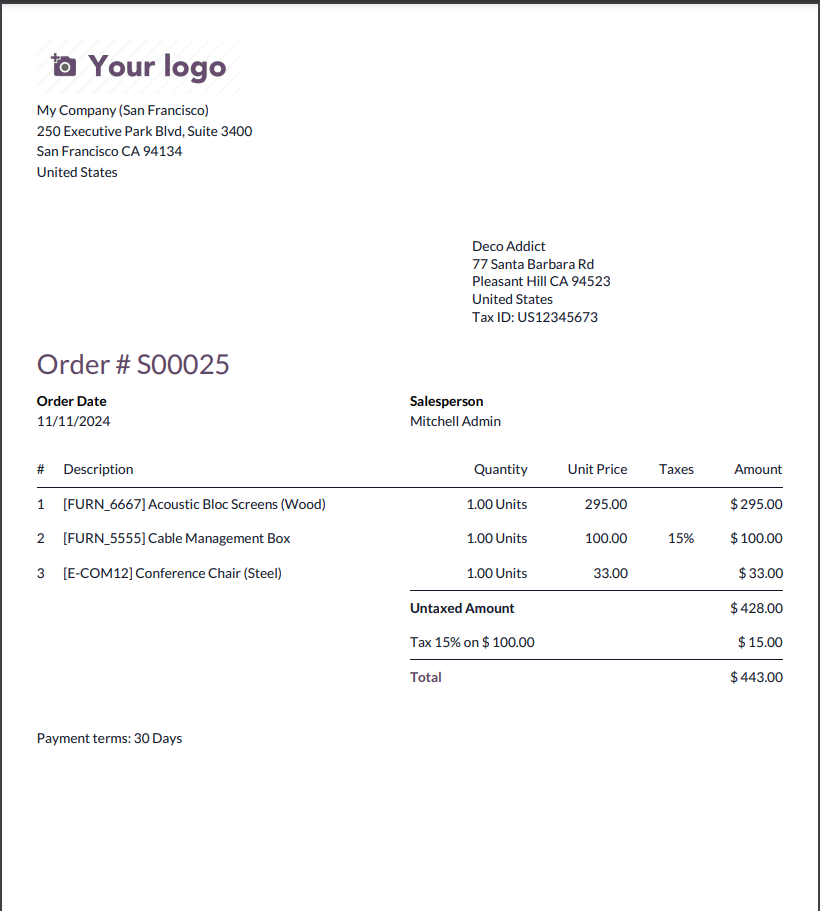 Your logo
My Company (San Francisco)
250 Executive Park Blvd, Suite 3400
San Francisco CA 94134
United States
Deco Addict
77 Santa Barbara Rd
Pleasant Hill CA 94523
United States
Tax ID: US12345673
Order # S00025
Order Date Salesperson
11/11/2024 Mitchell Admin
# Description Quantity Unit Price Taxes Amount
1 [FURN_6667] Acoustic Bloc Screens (Wood) 1.00 Units 295.00 $ 295.00
2 [FURN_5555] Cable Management Box 1.00 Units 100.00 15% $ 100.00
3 [E-COM12] Conference Chair (Steel) 1.00 Units 33.00 $ 33.00
Untaxed Amount $ 428.00
Tax 15% on $ 100.00 $ 15.00
Total $ 443.00
Payment terms: 30 Days